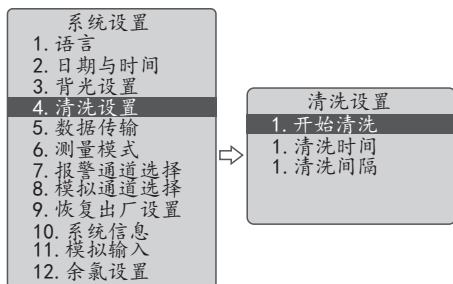 系统设置
1. 语言
2. 日期与时间
3. 背光设置
4. 清洗设置
5. 数据传输
6. 测量模式
7. 报警通道选择
8. 模拟通道选择
9. 恢复出厂设置
10. 系统信息
11. 模拟输入
12. 余氯设置
清洗设置
1. 开始清洗
1. 清洗时间
1. 清洗间隔